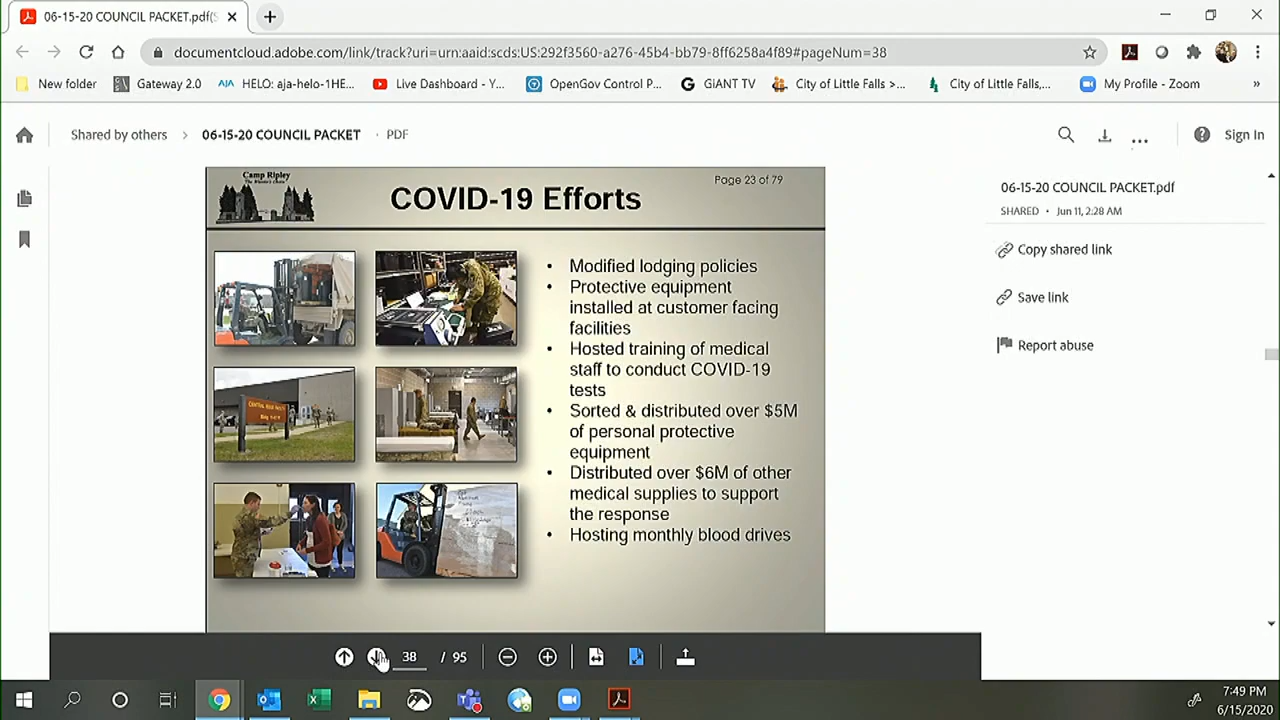 06-15-20 COUNCIL PACKET.pdf(S
documentcloud.adobe.com/link/track?uri=urn:aaid:scds:US:292f3560-a276-45b4-bb79-8ff6258a4f89#pageNum=38
New folder
Gateway 2.0
AJA
HELO: aja-helo-1HE...
Live Dashboard - Y...
OpenGov Control P...
G
GiANT TV
City of Little Falls >...
City of Little Falls,...
My Profile - Zoom
»
Shared by others
06-15-20 COUNCIL PACKET
· PDF
...
Sign In
Camp Ripley
COVID-19 Efforts
Page 23 of 79
• Modified lodging policies
• Protective equipment
installed at customer facing
facilities
• Hosted training of medical
staff to conduct COVID-19
tests
• Sorted & distributed over $5M
of personal protective
equipment
• Distributed over $6M of other
medical supplies to support
the response
• Hosting monthly blood drives
06-15-20 COUNCIL PACKET.pdf
SHARED • Jun 11, 2:28 AM
Copy shared link
Save link
Report abuse
38 / 95
7:49 PM
6/15/2020